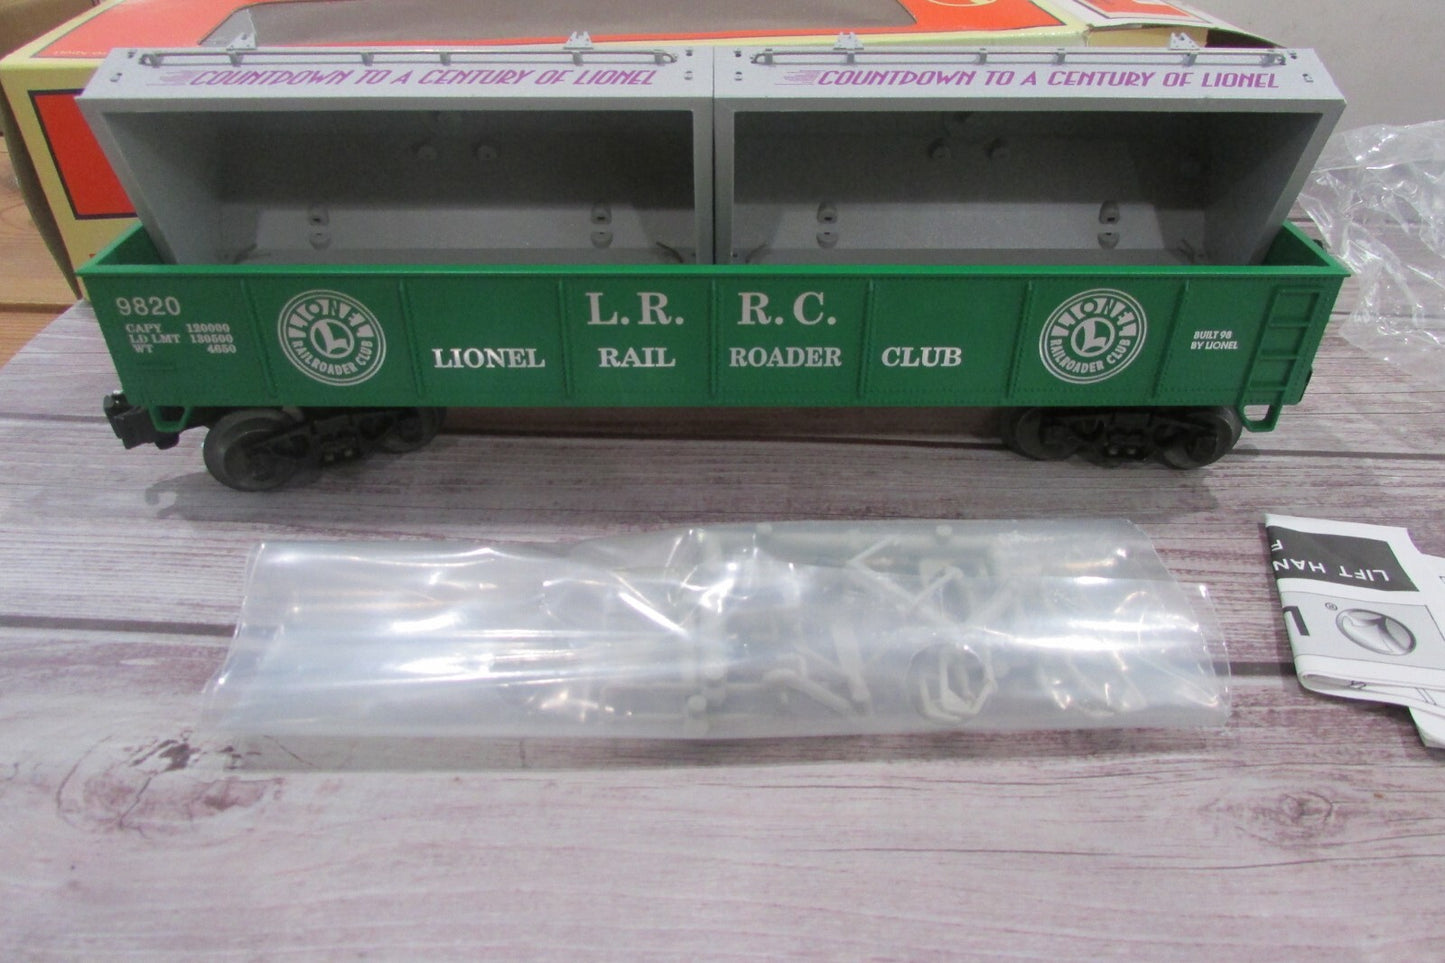 COUNTDOWN TO A CENTURY OF LIONEL
COUNTDOWN TO A CENTURY OF LIONEL
9820
CAPY 120000
LD LMT 130500
WT 4650
LIONEL
L
RAILROADER CLUB
L.R. R.C.
LIONEL RAIL ROADER CLUB
LIONEL
L
RAILROADER CLUB
BUILT 98
BY LIONEL
LIFT HAN
F
L
®